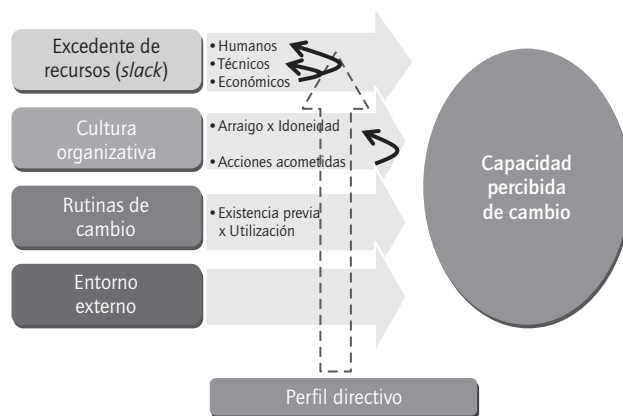 Excedente de
recursos (slack)
• Humanos
• Técnicos
• Económicos
Cultura
organizativa
• Arraigo x Idoneidad
• Acciones acometidas
Rutinas de
cambio
• Existencia previa
x Utilización
Entorno
externo
Capacidad
percibida
de cambio
Perfil directivo